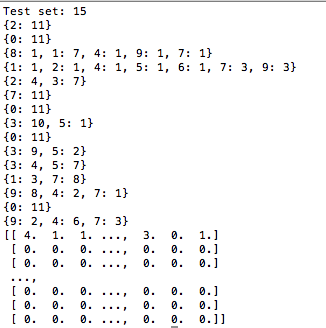 Test set: 15
{2: 11}
{0: 11}
{8: 1, 1: 7, 4: 1, 9: 1, 7: 1}
{1: 1, 2: 1, 4: 1, 5: 1, 6: 1, 7: 3, 9: 3}
{2: 4, 3: 7}
{7: 11}
{0: 11}
{3: 10, 5: 1}
{0: 11}
{3: 9, 5: 2}
{3: 4, 5: 7}
{1: 3, 7: 8}
{9: 8, 4: 2, 7: 1}
{0: 11}
{9: 2, 4: 6, 7: 3}
[[ 4. 1. 1. ..., 3. 0. 1.]
[ 0. 0. 0. ..., 0. 0. 0.]
[ 0. 0. 0. ..., 0. 0. 0.]
...,
[ 0. 0. 0. ..., 0. 0. 0.]
[ 0. 0. 0. ..., 0. 0. 0.]
[ 0. 0. 0. ..., 0. 0. 0.]]